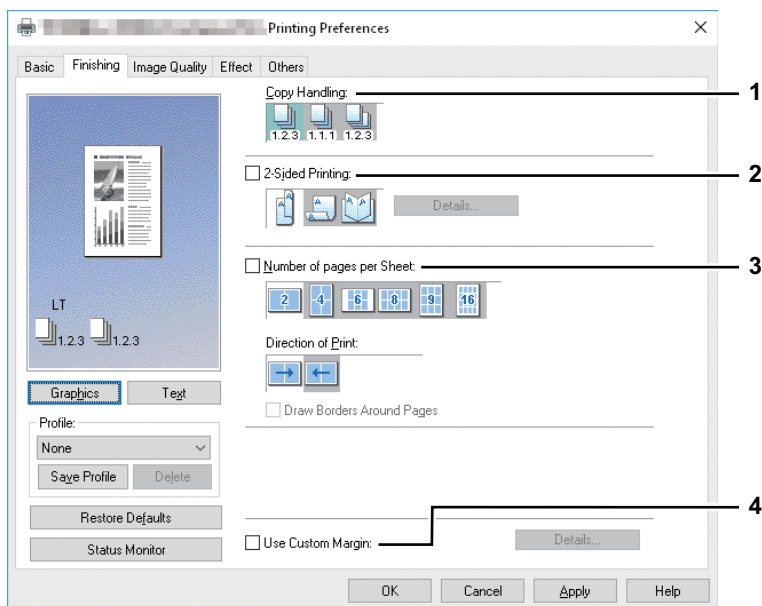 Printing Preferences
Basic Finishing Image Quality Effect Others
Copy Handling: 1
1.2.3 1.1.1 1.2.3
2-Sided Printing: 2
A A A
Details...
Number of pages per Sheet: 3
2 4 6 8 9 16
Direction of Print:
Draw Borders Around Pages
LT
1.2.3 1.2.3
Graphics Text
Profile:
None
Save Profile Delete
Restore Defaults
Status Monitor
4
Use Custom Margin: Details...
OK Cancel Apply Help